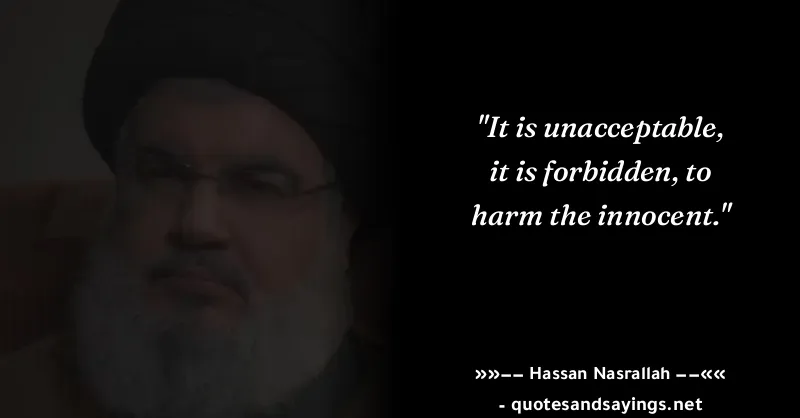 "It is unacceptable,
it is forbidden, to
harm the innocent."
»»−− Hassan Nasrallah −−««
- quotesandsayings.net